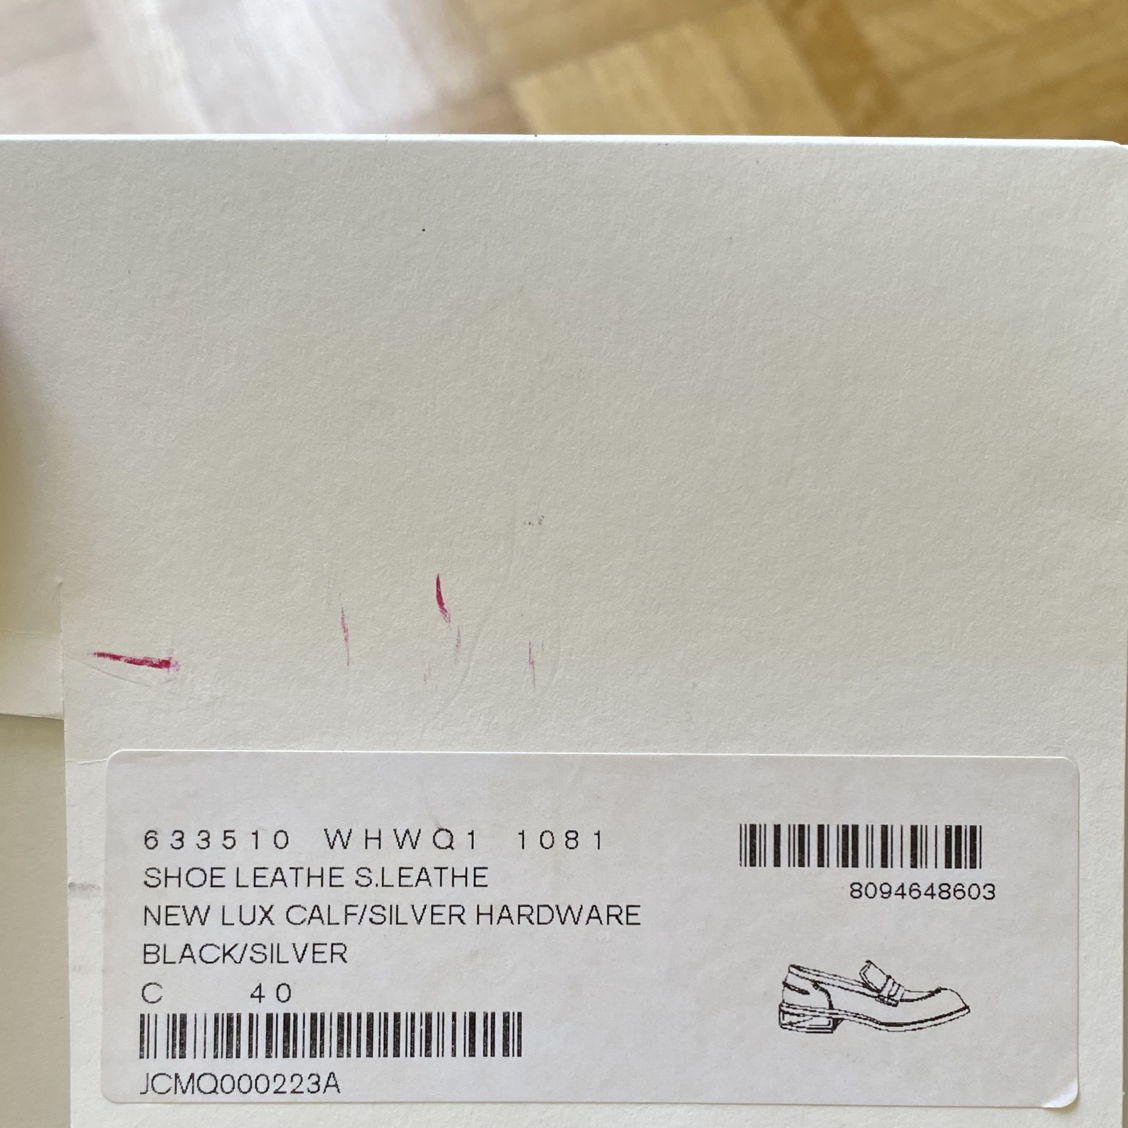 633510 WHWQ1 1081
SHOE LEATHE S.LEATHE
NEW LUX CALF/SILVER HARDWARE
BLACK/SILVER
C 40
JCMQ000223A
8094648603